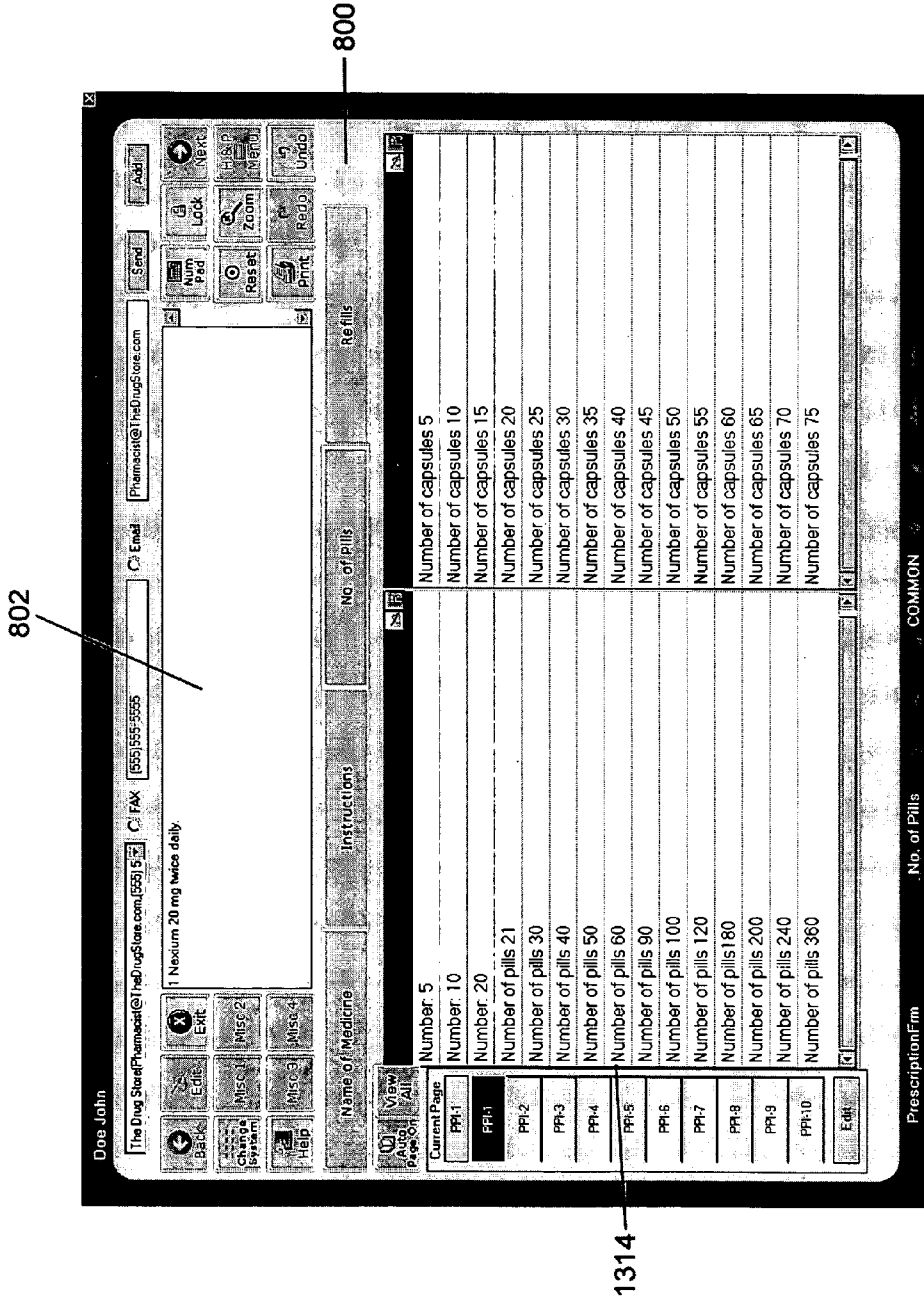 802
800
1314
Doe John
The Drug Store(Pharmacist@TheDrugStore.com,(555) 5
FAX
(555)555-5555
Email
Pharmacist@TheDrugStore.com
Send
Add
Back
Edit
Exit
Change System
Misc 1
Misc 2
Help
Misc 3
Misc 4
1 Nexium 20 mg twice daily.
Num Pad
Lock
Next
Reset
Zoom
H&P Menu
Print
Redo
Undo
Name of Medicine
Instructions
No. of Pills
Refills
Auto Page On
View All
Current Page
PPI-1
PPI-1
PPI-2
PPI-3
PPI-4
PPI-5
PPI-6
PPI-7
PPI-8
PPI-9
PPI-10
Edit
Number: 5
Number: 10
Number: 20
Number of pills 21
Number of pills 30
Number of pills 40
Number of pills 50
Number of pills 60
Number of pills 90
Number of pills 100
Number of pills 120
Number of pills180
Number of pills 200
Number of pills 240
Number of pills 360
Number of capsules 5
Number of capsules 10
Number of capsules 15
Number of capsules 20
Number of capsules 25
Number of capsules 30
Number of capsules 35
Number of capsules 40
Number of capsules 45
Number of capsules 50
Number of capsules 55
Number of capsules 60
Number of capsules 65
Number of capsules 70
Number of capsules 75
PrescriptionFrm
No. of Pills
COMMON